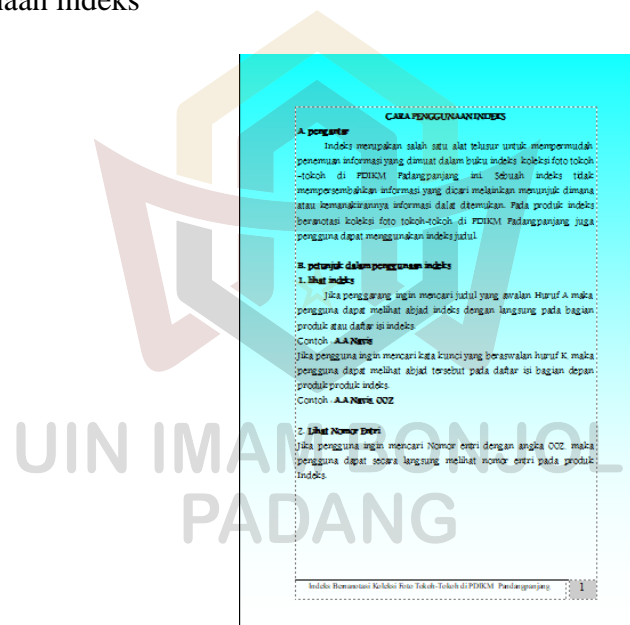 naan Indeks
CARA PENGGUNAAN INDEKS
A. pengantar
Indeks merupakan salah satu alat telusur untuk mempermudah
penemuan informasi yang dimuat dalam buku indeks koleksi foto tokoh
-tokoh di PDIKM Padangpanjang ini. Sebuah indeks tidak
mempersembahkan informasi yang dicari melainkan menunjuk dimana
atau kemanakirannya informasi dalat ditemukan. Pada produk indeks
beranotasi koleksi foto tokoh-tokoh di PDIKM Padangpanjang juga
pengguna dapat menggunakan indeks judul.
B. petunjuk dalam penggunaan indeks
1. lihat indeks
Jika penggarang ingin mencari judul yang awalan Huruf A maka
pengguna dapat melihat abjad indeks dengan langsung pada bagian
produk atau daftar isi indeks.
Contoh : A.A Navis
Jika pengguna ingin mencari kata kunci yang beraswalan huruf K, maka
pengguna dapat melihat abjad tersebut pada daftar isi bagian depan
produk produk indeks.
Contoh : A.A Navis, 002
2. Lihat Nomor Entri
Jika pengguna ingin mencari Nomor entri dengan angka 002 maka
pengguna dapat secara langsung melihat nomor entri pada produk
Indeks.
UIN IMAM BONJOL
PADANG
Indeks Beranotasi Koleksi Foto Tokoh-Tokoh di PDIKM Pandangpanjang
1